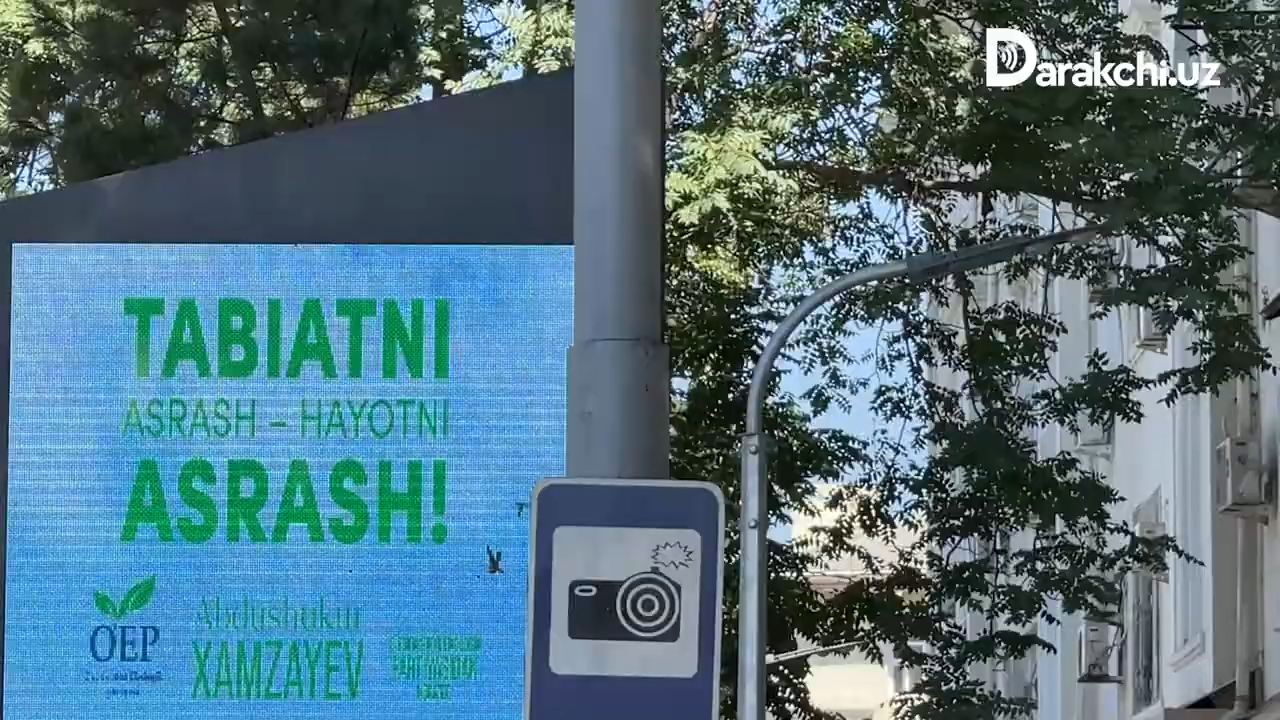 Darakchi.uz
TABIATNI
ASRASH – HAYOTNI
ASRASH!
OEP
Abdushukur
XAMZAYEV